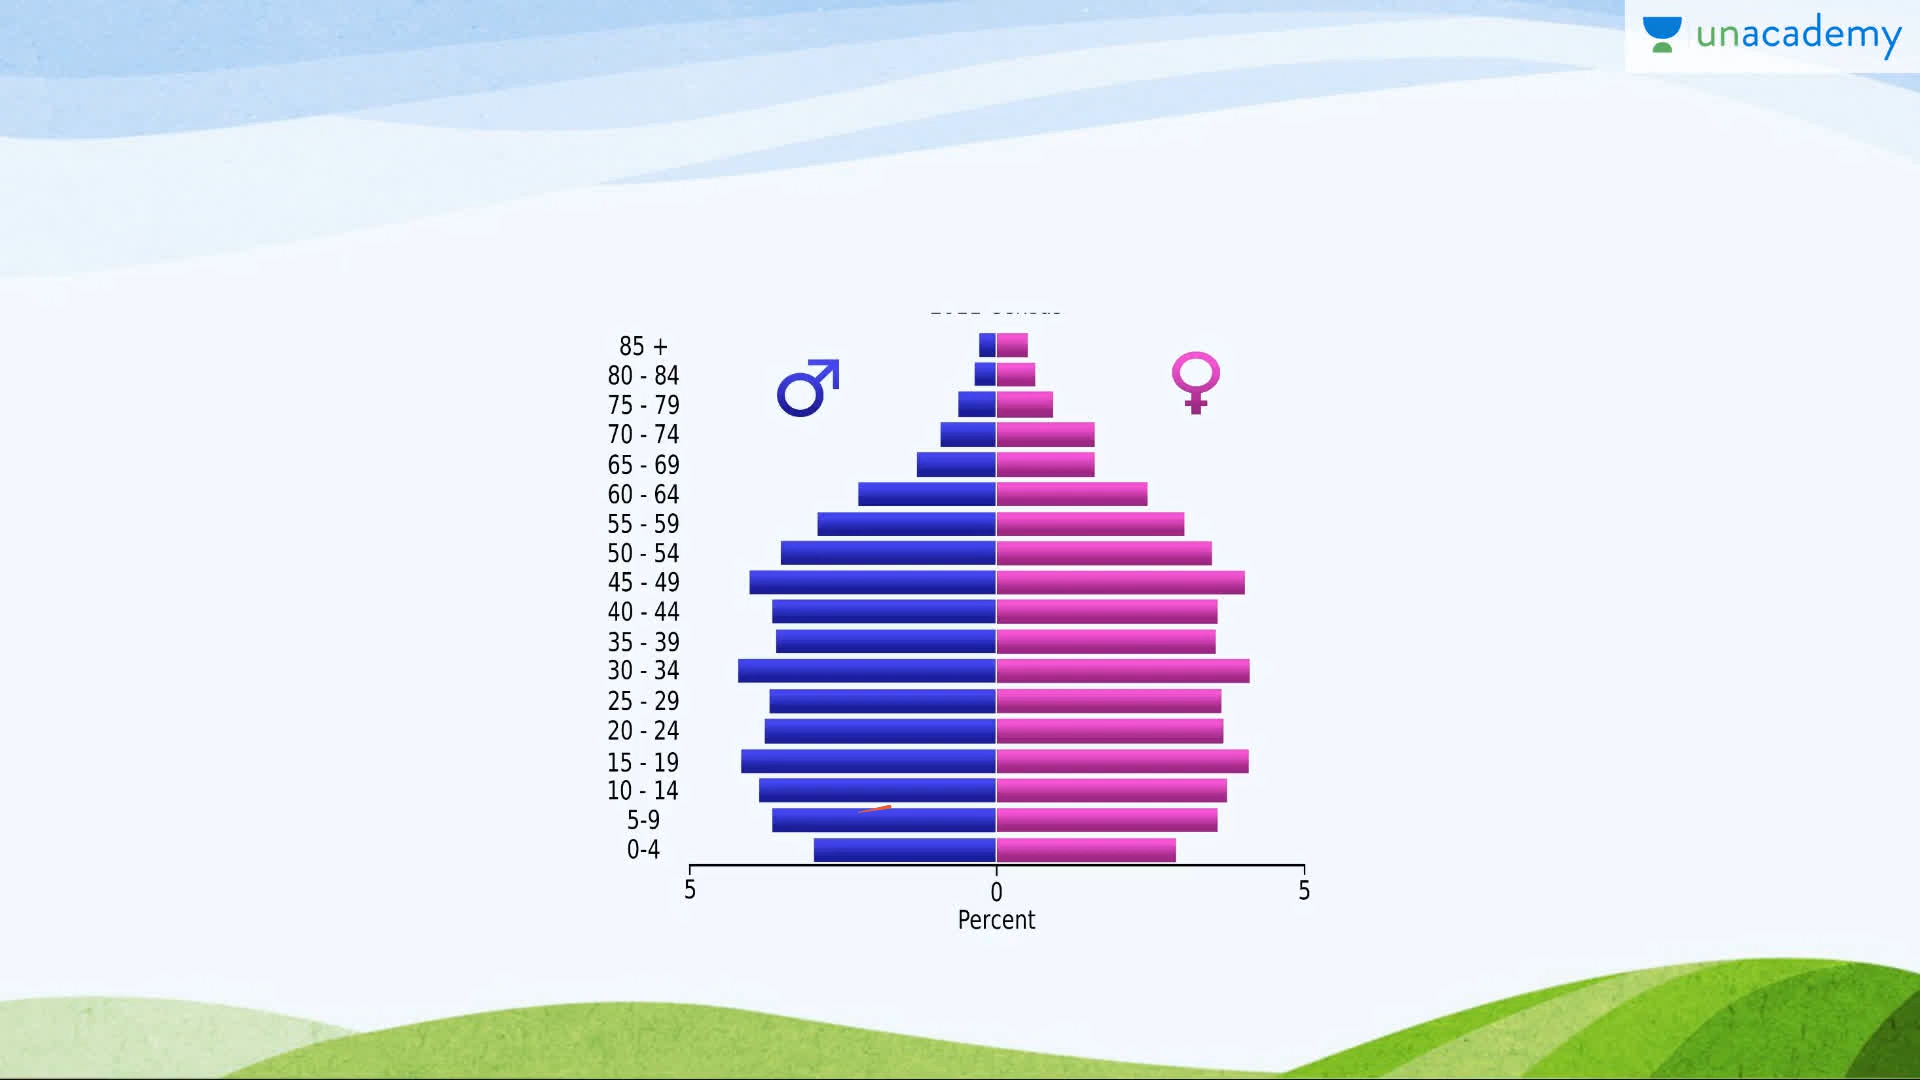 unacademy
85 +
80 - 84
75 - 79
70 - 74
65 - 69
60 - 64
55 - 59
50 - 54
45 - 49
40 - 44
35 - 39
30 - 34
25 - 29
20 - 24
15 - 19
10 - 14
5-9
0-4
5 0 5
Percent